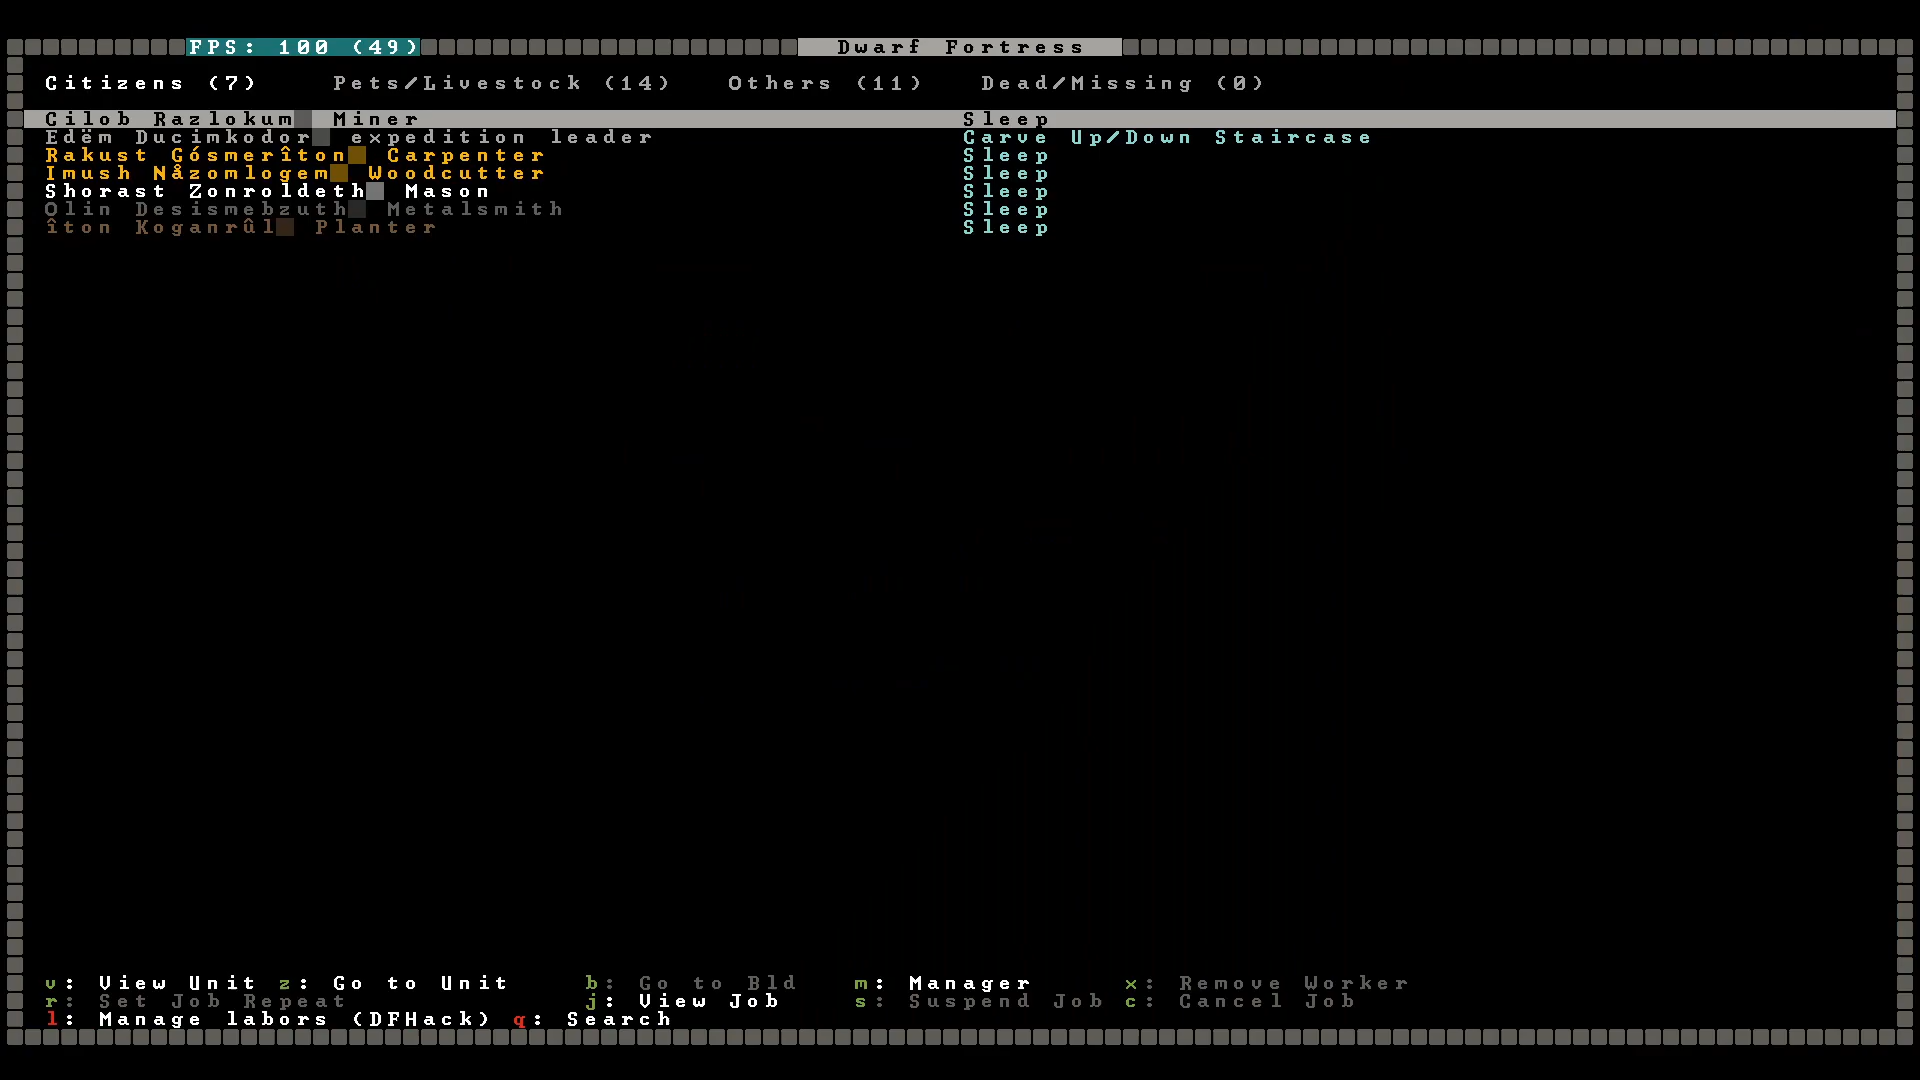 FPS: 100 (49) Dwarf Fortress
Citizens (7) Pets/Livestock (14) Others (11) Dead/Missing (0)
Cilob Razlokum Miner Sleep
Edëm Ducimkodor expedition leader Carve Up/Down Staircase
Rakust Gósmerîton Carpenter Sleep
Imush Nåzomlogem Woodcutter Sleep
Shorast Zonroldeth Mason Sleep
Olin Desismebzuth Metalsmith Sleep
îton Koganrûl Planter Sleep
v: View Unit z: Go to Unit b: Go to Bld m: Manager x: Remove Worker
r: Set Job Repeat j: View Job s: Suspend Job c: Cancel Job
l: Manage labors (DFHack) q: Search